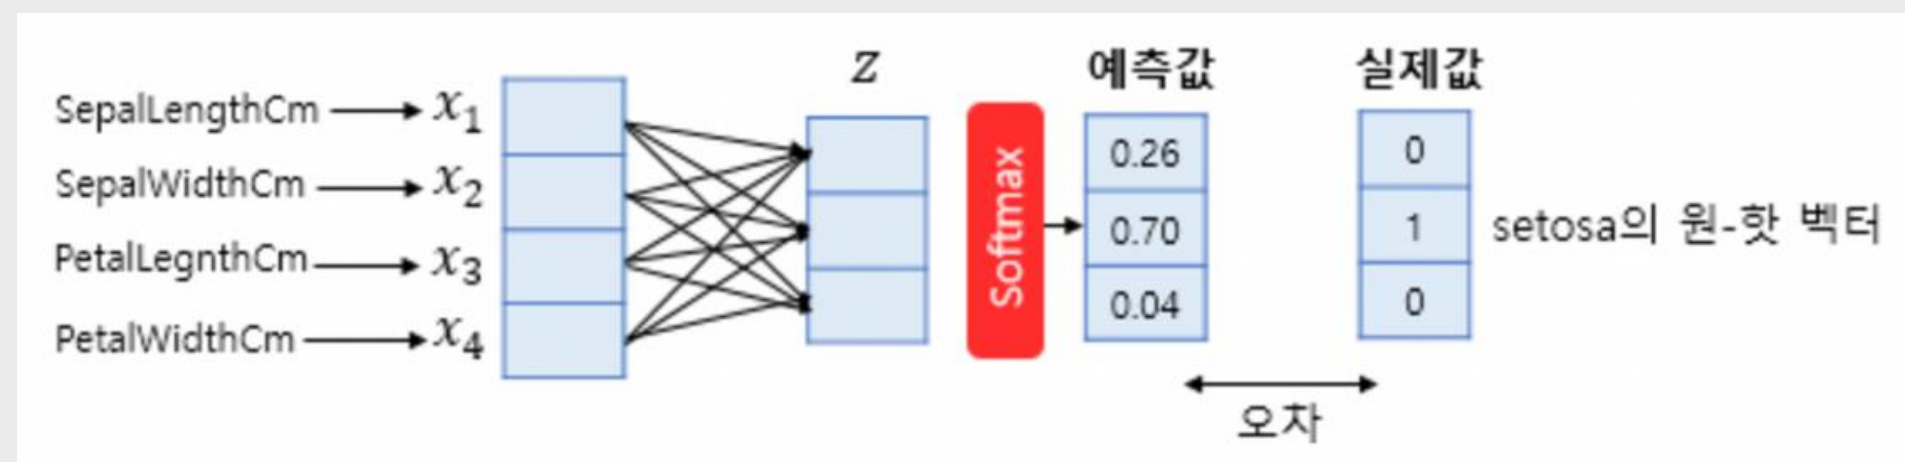 SepalLengthCm x1
SepalWidthCm x2
PetalLegnthCm x3
PetalWidthCm x4
z
Softmax
예측값
0.26
0.70
0.04
실제값
0
1
0
setosa의 원-핫 벡터
오차